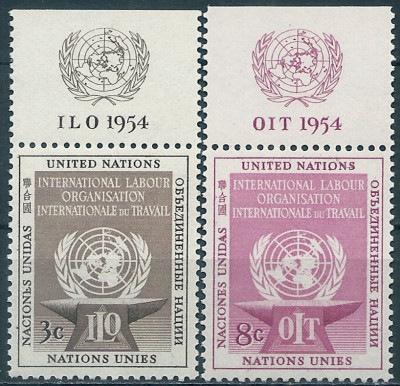 ILO 1954
UNITED NATIONS
INTERNATIONAL LABOUR
ORGANISATION
INTERNATIONALE DU TRAVAIL
NACIONES UNIDAS 聯合國
ОБЪЕДИНЕННЫЕ НАЦИИ
3c
ILO
NATIONS UNIES
OIT 1954
UNITED NATIONS
INTERNATIONAL LABOUR
ORGANISATION
INTERNATIONALE DU TRAVAIL
NACIONES UNIDAS 聯合國
ОБЪЕДИНЕННЫЕ НАЦИИ
8c
OIT
NATIONS UNIES